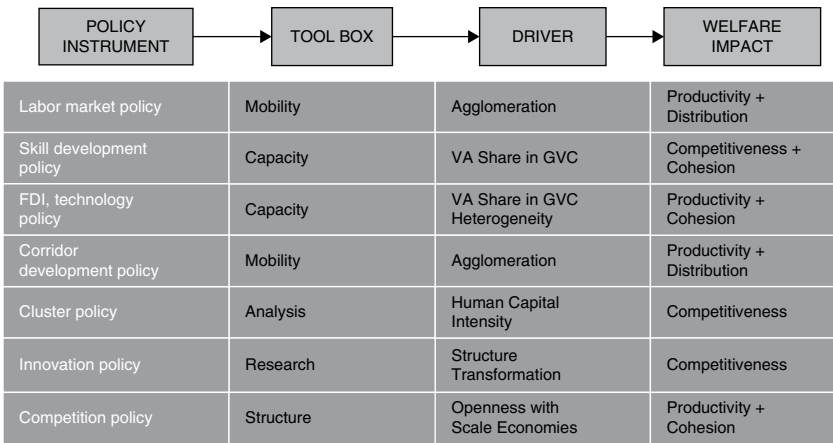 POLICY
INSTRUMENT
TOOL BOX
DRIVER
WELFARE
IMPACT
Labor market policy
Mobility
Agglomeration
Productivity +
Distribution
Skill development
policy
Capacity
VA Share in GVC
Competitiveness +
Cohesion
FDI, technology
policy
Capacity
VA Share in GVC
Heterogeneity
Productivity +
Cohesion
Corridor
development policy
Mobility
Agglomeration
Productivity +
Distribution
Cluster policy
Analysis
Human Capital
Intensity
Competitiveness
Innovation policy
Research
Structure
Transformation
Competitiveness
Competition policy
Structure
Openness with
Scale Economies
Productivity +
Cohesion